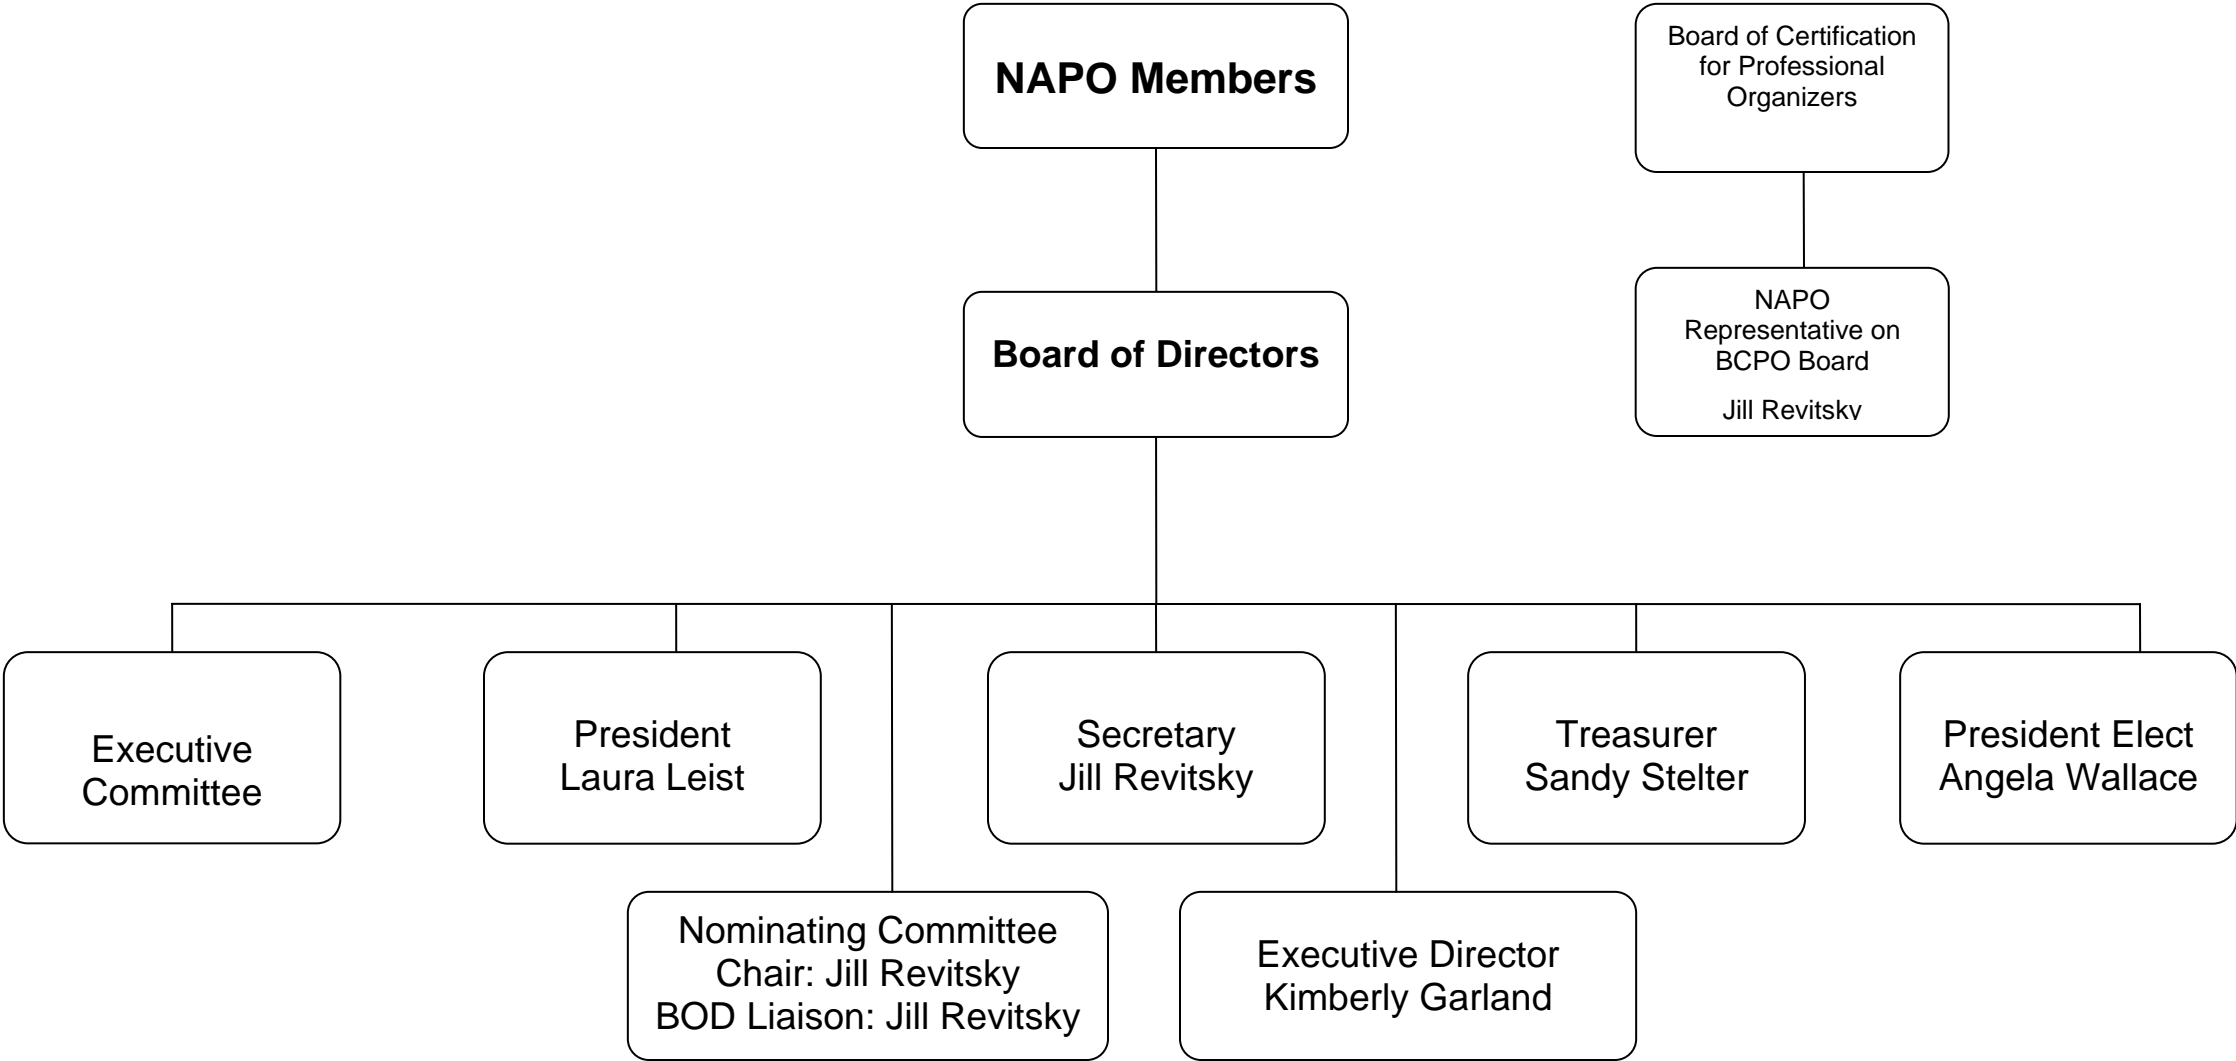 NAPO Members
Board of Certification
for Professional
Organizers
Board of Directors
NAPO
Representative on
BCPO Board
Jill Revitsky
Executive
Committee
President
Laura Leist
Secretary
Jill Revitsky
Treasurer
Sandy Stelter
President Elect
Angela Wallace
Nominating Committee
Chair: Jill Revitsky
BOD Liaison: Jill Revitsky
Executive Director
Kimberly Garland